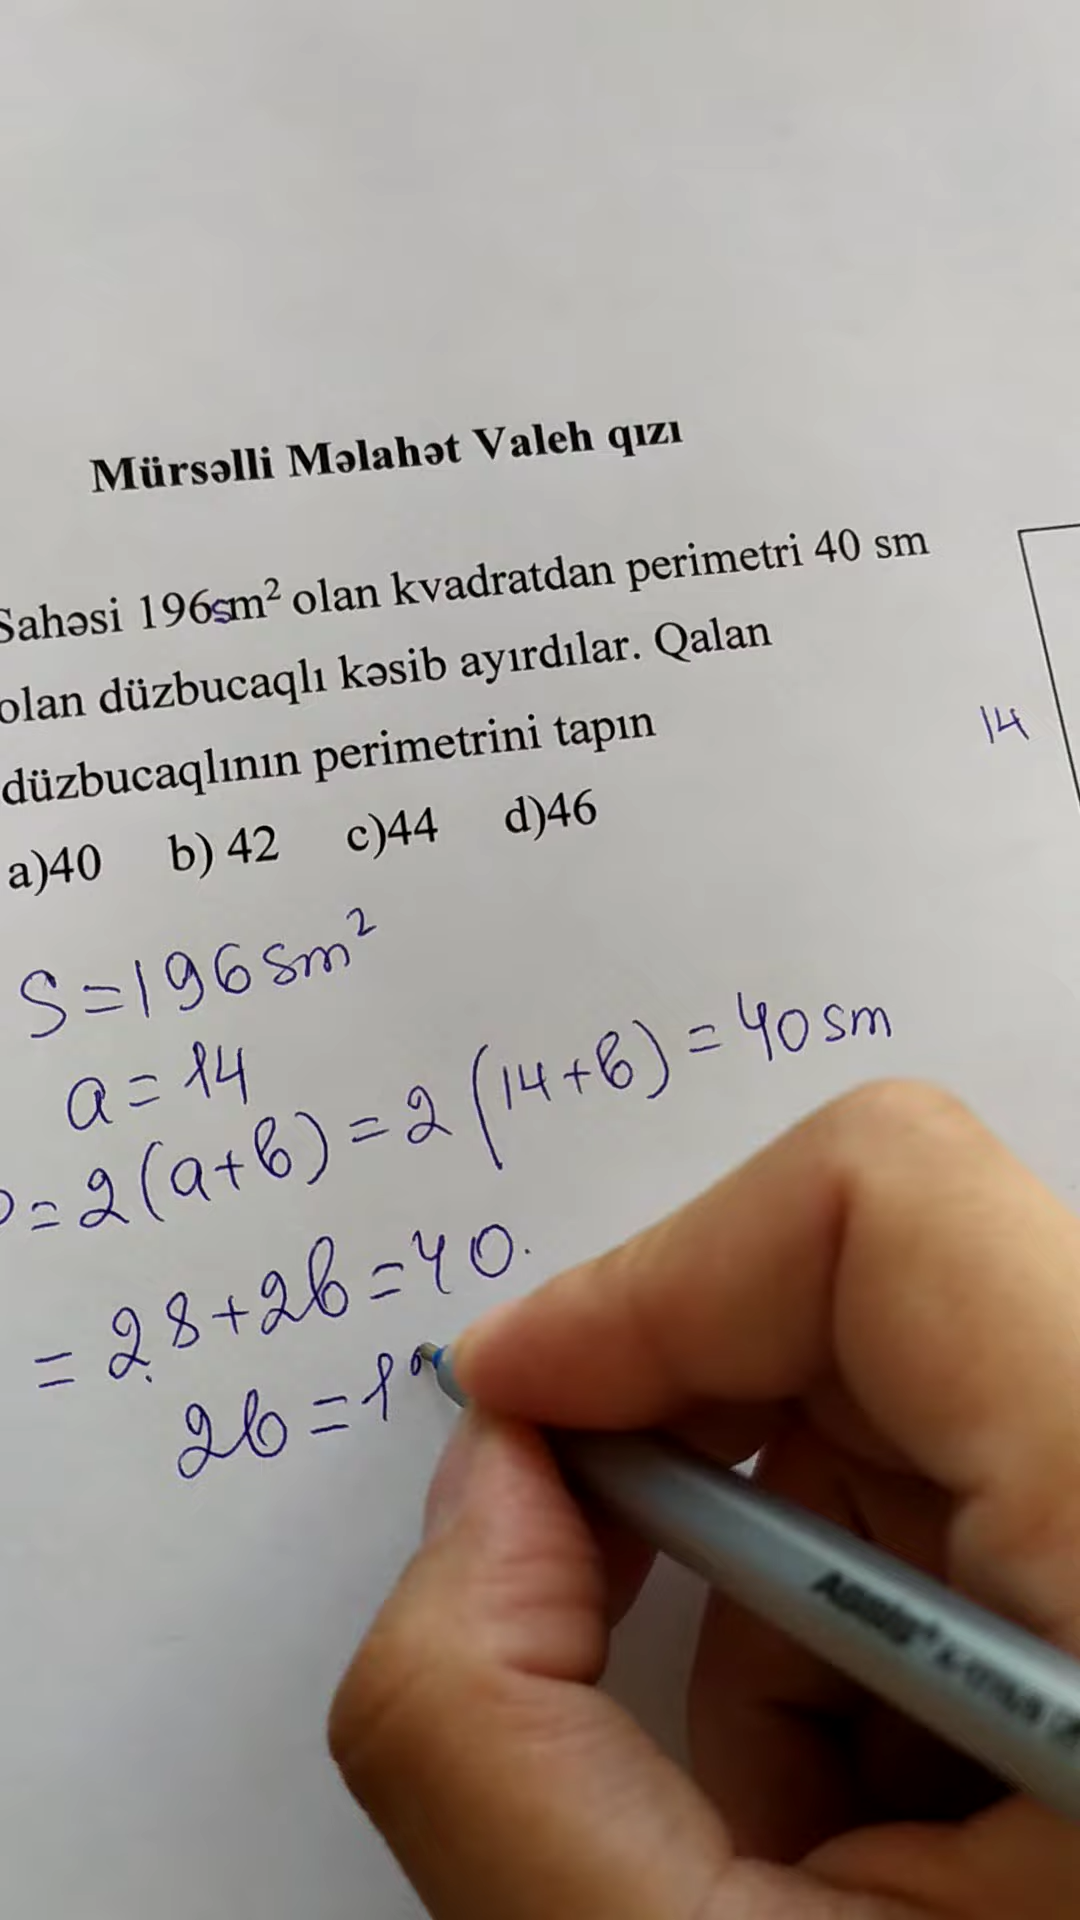 Mürsəlli Məlahət Valeh qızı
Sahəsi 196sm² olan kvadratdan perimetri 40 sm
olan düzbucaqlı kəsib ayırdılar. Qalan
düzbucaqlının perimetrini tapın
14
a)40 b) 42 c)44 d)46
S=196sm²
a=14
=2(a+b)=2(14+b)=40sm
=28+2b=40.
2b=1